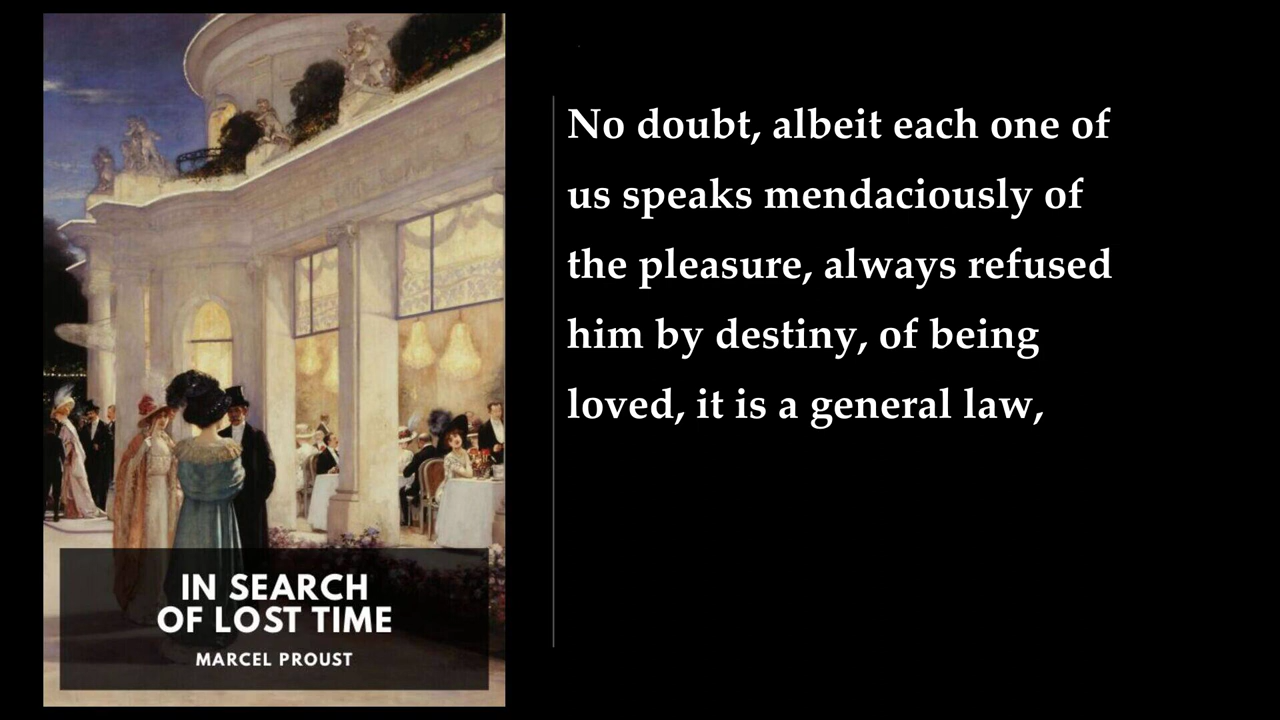 No doubt, albeit each one of
us speaks mendaciously of
the pleasure, always refused
him by destiny, of being
loved, it is a general law,
IN SEARCH
OF LOST TIME
MARCEL PROUST